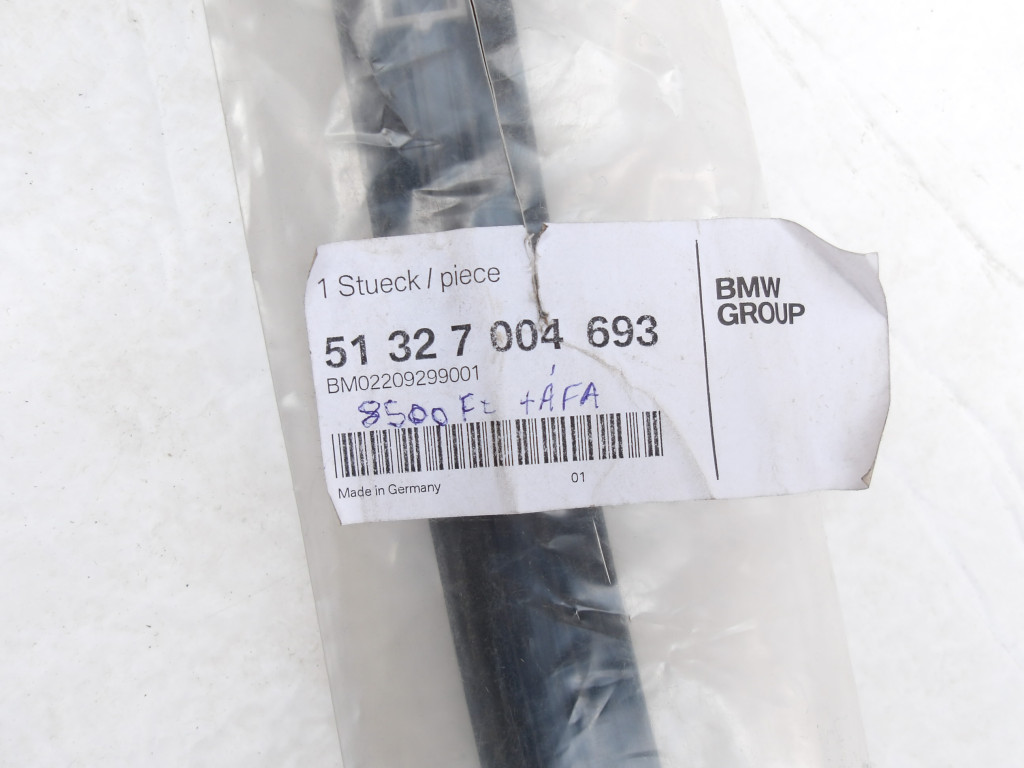 1 Stueck / piece
51 32 7 004 693
BM02209299001
8500 Ft + ÁFA
Made in Germany
01
BMW
GROUP